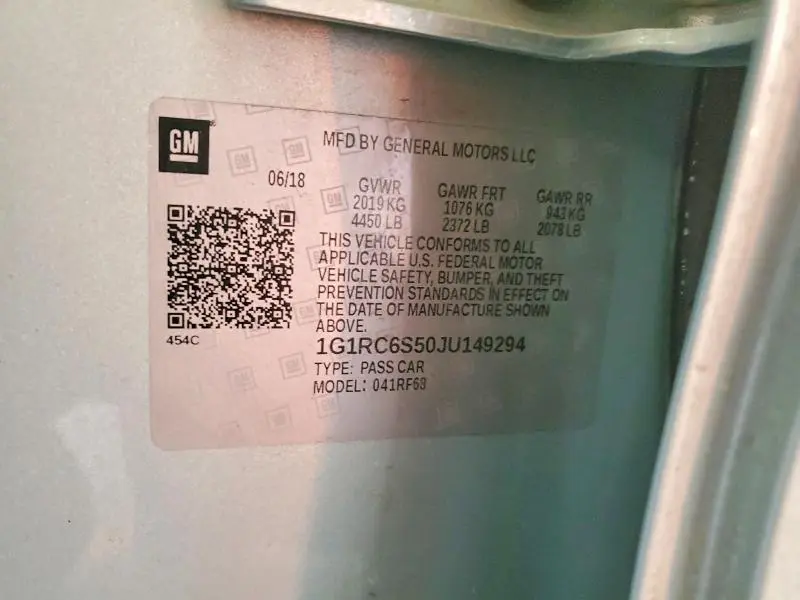 GM
MFD BY GENERAL MOTORS LLC
06/18
GVWR GAWR FRT GAWR RR
2019 KG 1076 KG 943 KG
4450 LB 2372 LB 2078 LB
THIS VEHICLE CONFORMS TO ALL
APPLICABLE U.S. FEDERAL MOTOR
VEHICLE SAFETY, BUMPER, AND THEFT
PREVENTION STANDARDS IN EFFECT ON
THE DATE OF MANUFACTURE SHOWN
ABOVE.
454C
1G1RC6S50JU149294
TYPE: PASS CAR
MODEL: 041RF68